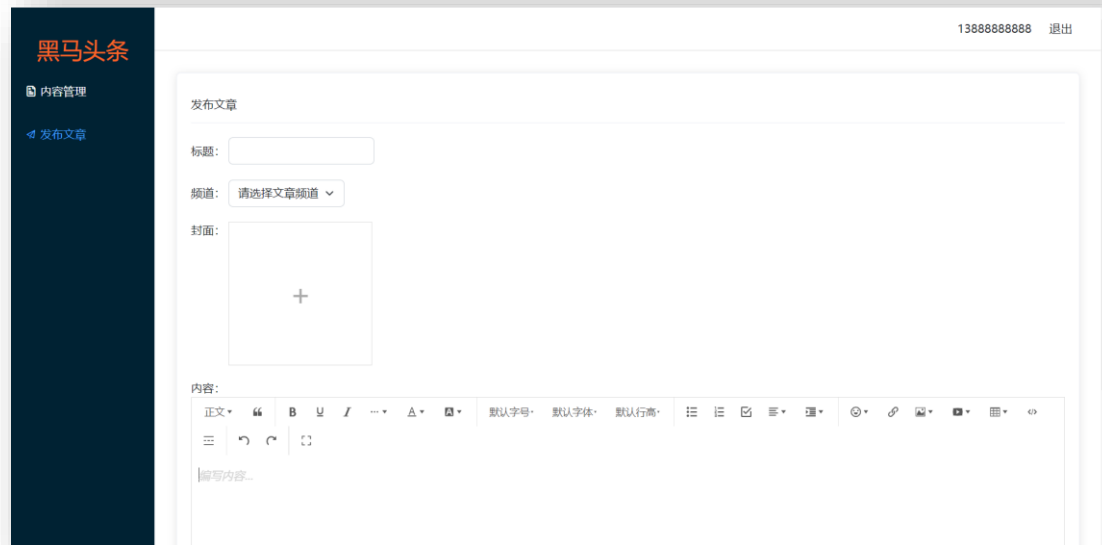 13888888888 退出
黑马头条
内容管理
发布文章
发布文章
标题：
频道： 请选择文章频道
封面：
内容：
正文 B U I A A 默认字号 默认字体 默认行高
编写内容...